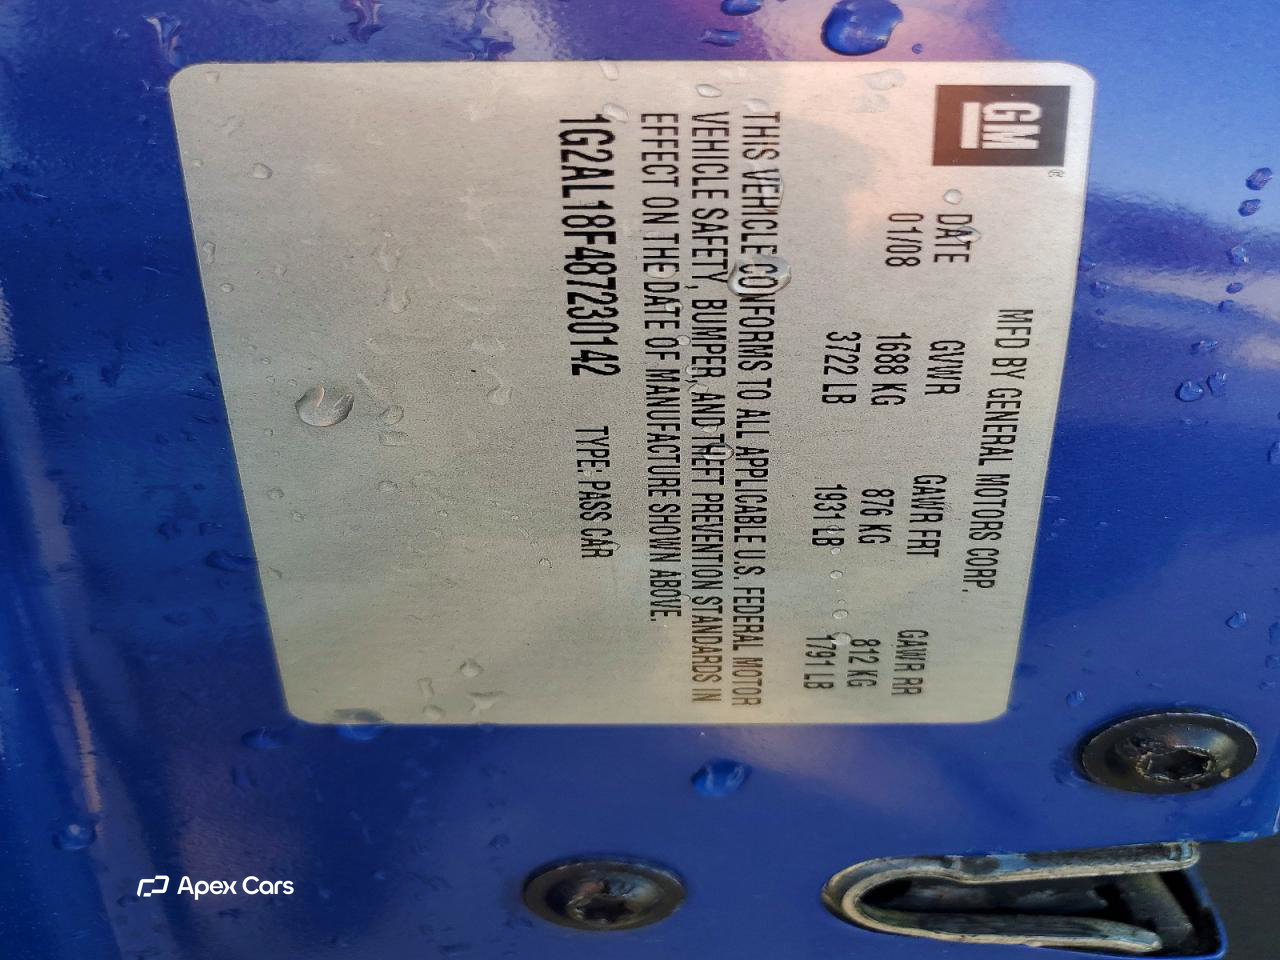 GM®
MFD BY GENERAL MOTORS CORP.
DATE GVWR GAWR FRT GAWR RR
01/08 1688 KG 876 KG 812 KG
3722 LB 1931 LB 1791 LB
THIS VEHICLE CONFORMS TO ALL APPLICABLE U.S. FEDERAL MOTOR
VEHICLE SAFETY, BUMPER, AND THEFT PREVENTION STANDARDS IN
EFFECT ON THE DATE OF MANUFACTURE SHOWN ABOVE.
1G2AL18F487230142 TYPE: PASS CAR
Apex Cars